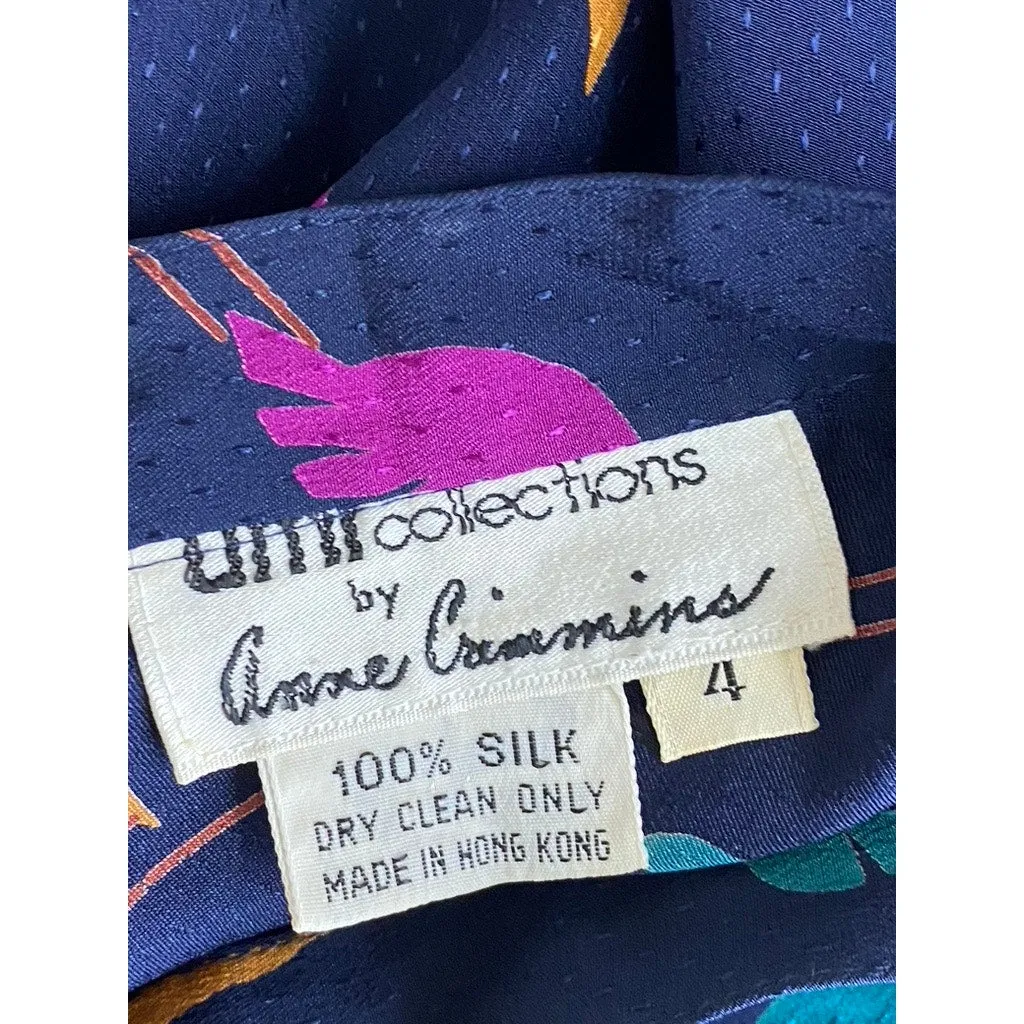 umi collections
by
Anne Crimmins
4
100% SILK
DRY CLEAN ONLY
MADE IN HONG KONG